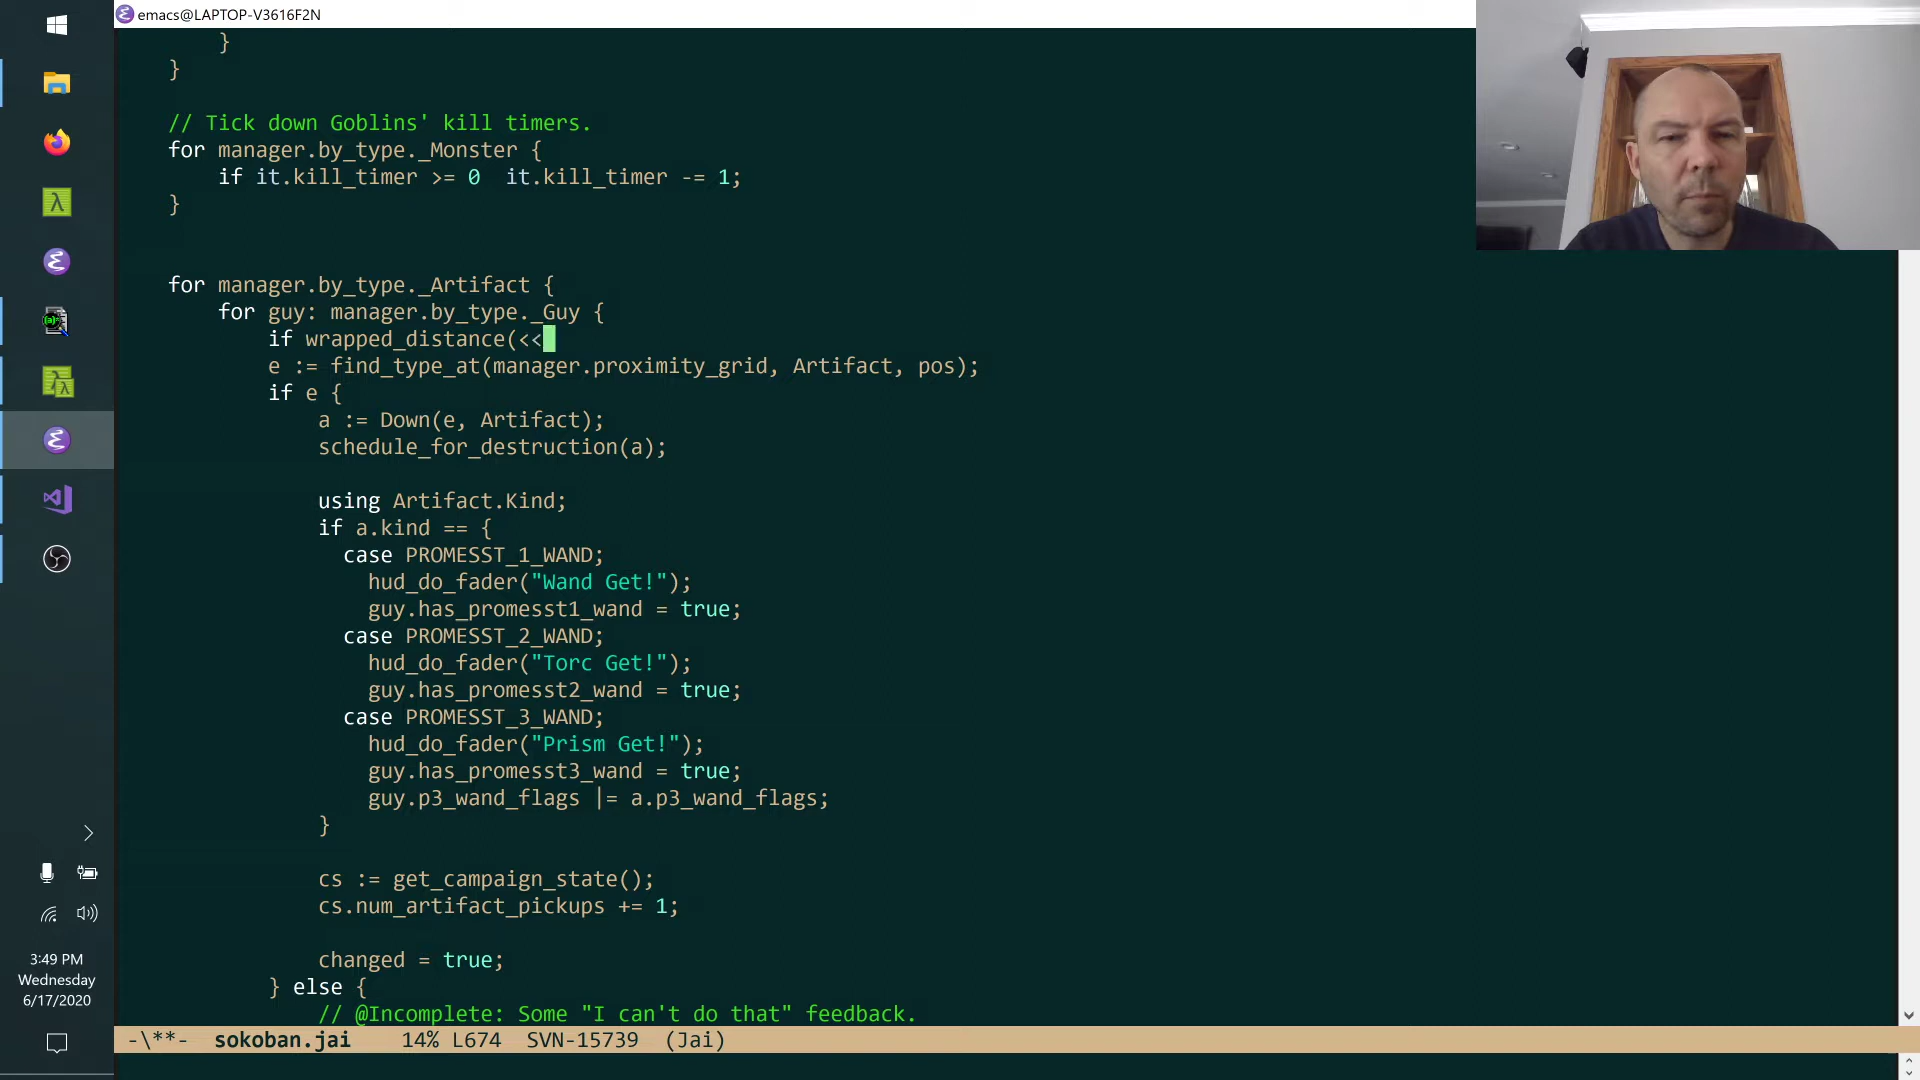 emacs@LAPTOP-V3616F2N
}
}
// Tick down Goblins' kill timers.
for manager.by_type._Monster {
if it.kill_timer >= 0  it.kill_timer -= 1;
}
for manager.by_type._Artifact {
for guy: manager.by_type._Guy {
if wrapped_distance(<<
e := find_type_at(manager.proximity_grid, Artifact, pos);
if e {
a := Down(e, Artifact);
schedule_for_destruction(a);
using Artifact.Kind;
if a.kind == {
case PROMESST_1_WAND;
hud_do_fader("Wand Get!");
guy.has_promesst1_wand = true;
case PROMESST_2_WAND;
hud_do_fader("Torc Get!");
guy.has_promesst2_wand = true;
case PROMESST_3_WAND;
hud_do_fader("Prism Get!");
guy.has_promesst3_wand = true;
guy.p3_wand_flags |= a.p3_wand_flags;
}
cs := get_campaign_state();
cs.num_artifact_pickups += 1;
changed = true;
} else {
// @Incomplete: Some "I can't do that" feedback.
-\**-  sokoban.jai    14% L674  SVN-15739  (Jai)
3:49 PM
Wednesday
6/17/2020